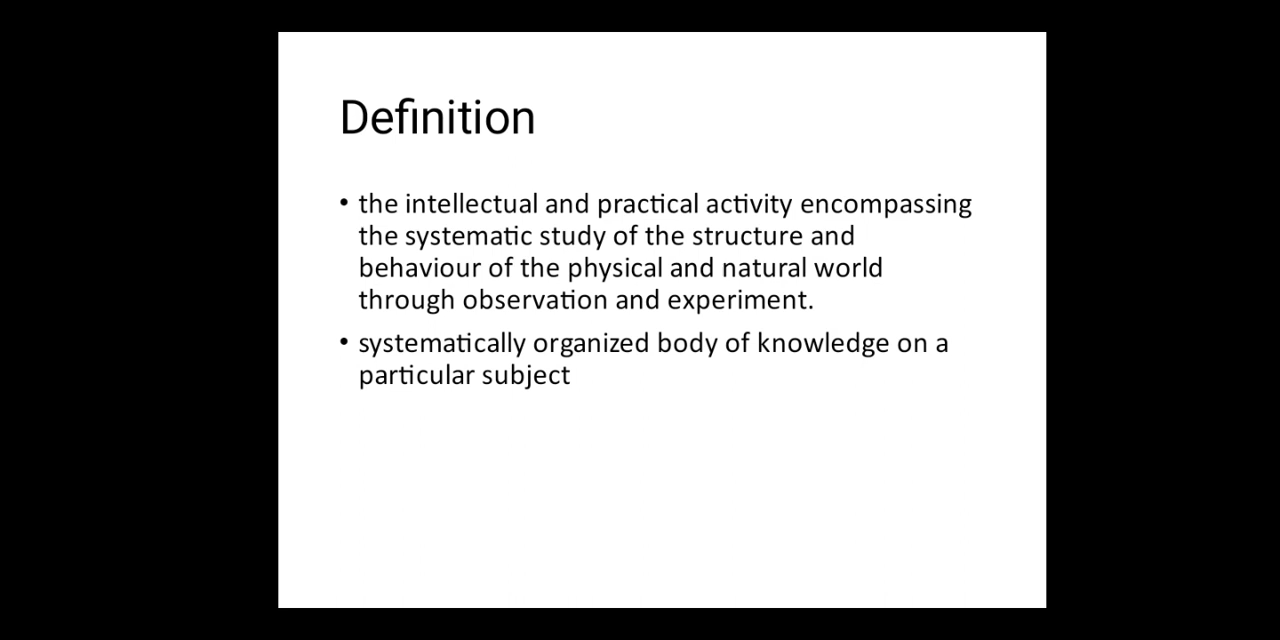 Definition
• the intellectual and practical activity encompassing
the systematic study of the structure and
behaviour of the physical and natural world
through observation and experiment.
• systematically organized body of knowledge on a
particular subject